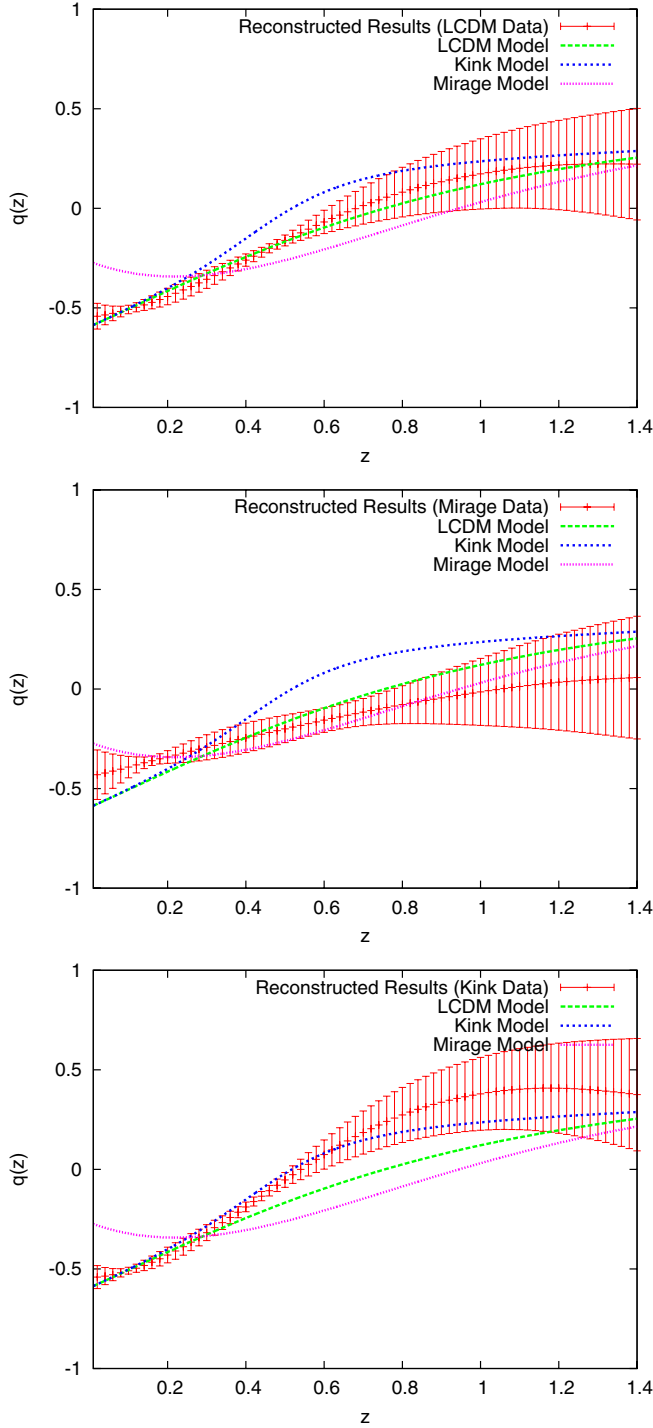 1
Reconstructed Results (LCDM Data)
LCDM Model
Kink Model
Mirage Model
0.5
q(z)
0
-0.5
-1
0.2 0.4 0.6 0.8 1 1.2 1.4
z
1
Reconstructed Results (Mirage Data)
LCDM Model
Kink Model
Mirage Model
0.5
q(z)
0
-0.5
-1
0.2 0.4 0.6 0.8 1 1.2 1.4
z
1
Reconstructed Results (Kink Data)
LCDM Model
Kink Model
Mirage Model
0.5
q(z)
0
-0.5
-1
0.2 0.4 0.6 0.8 1 1.2 1.4
z